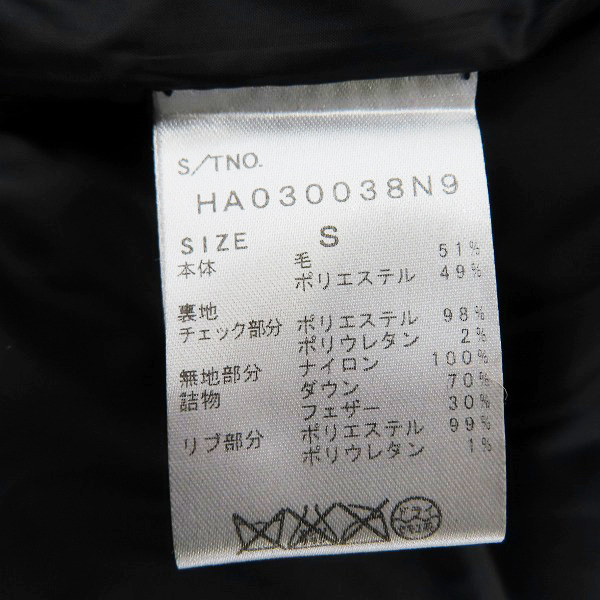 S/TNO.
HA030038N9
SIZE S
本体 毛 51%
ポリエステル 49%
裏地
チェック部分 ポリエステル 98%
ポリウレタン 2%
無地部分 ナイロン 100%
詰物 ダウン 70%
フェザー 30%
リブ部分 ポリエステル 99%
ポリウレタン 1%